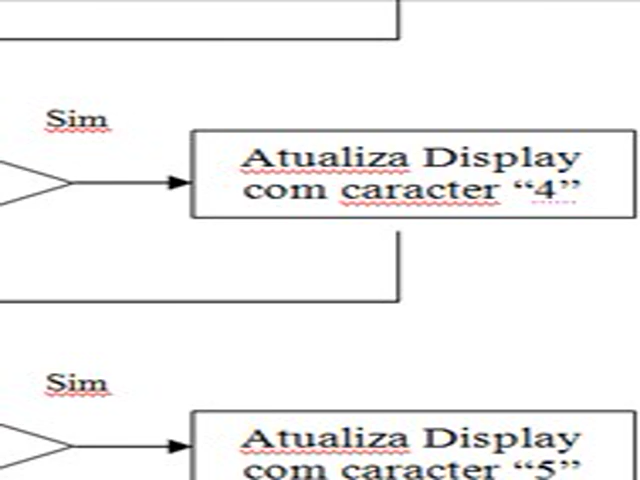 Sim
Atualiza Display
com caracter “4”
Sim
Atualiza Display
com caracter “5”